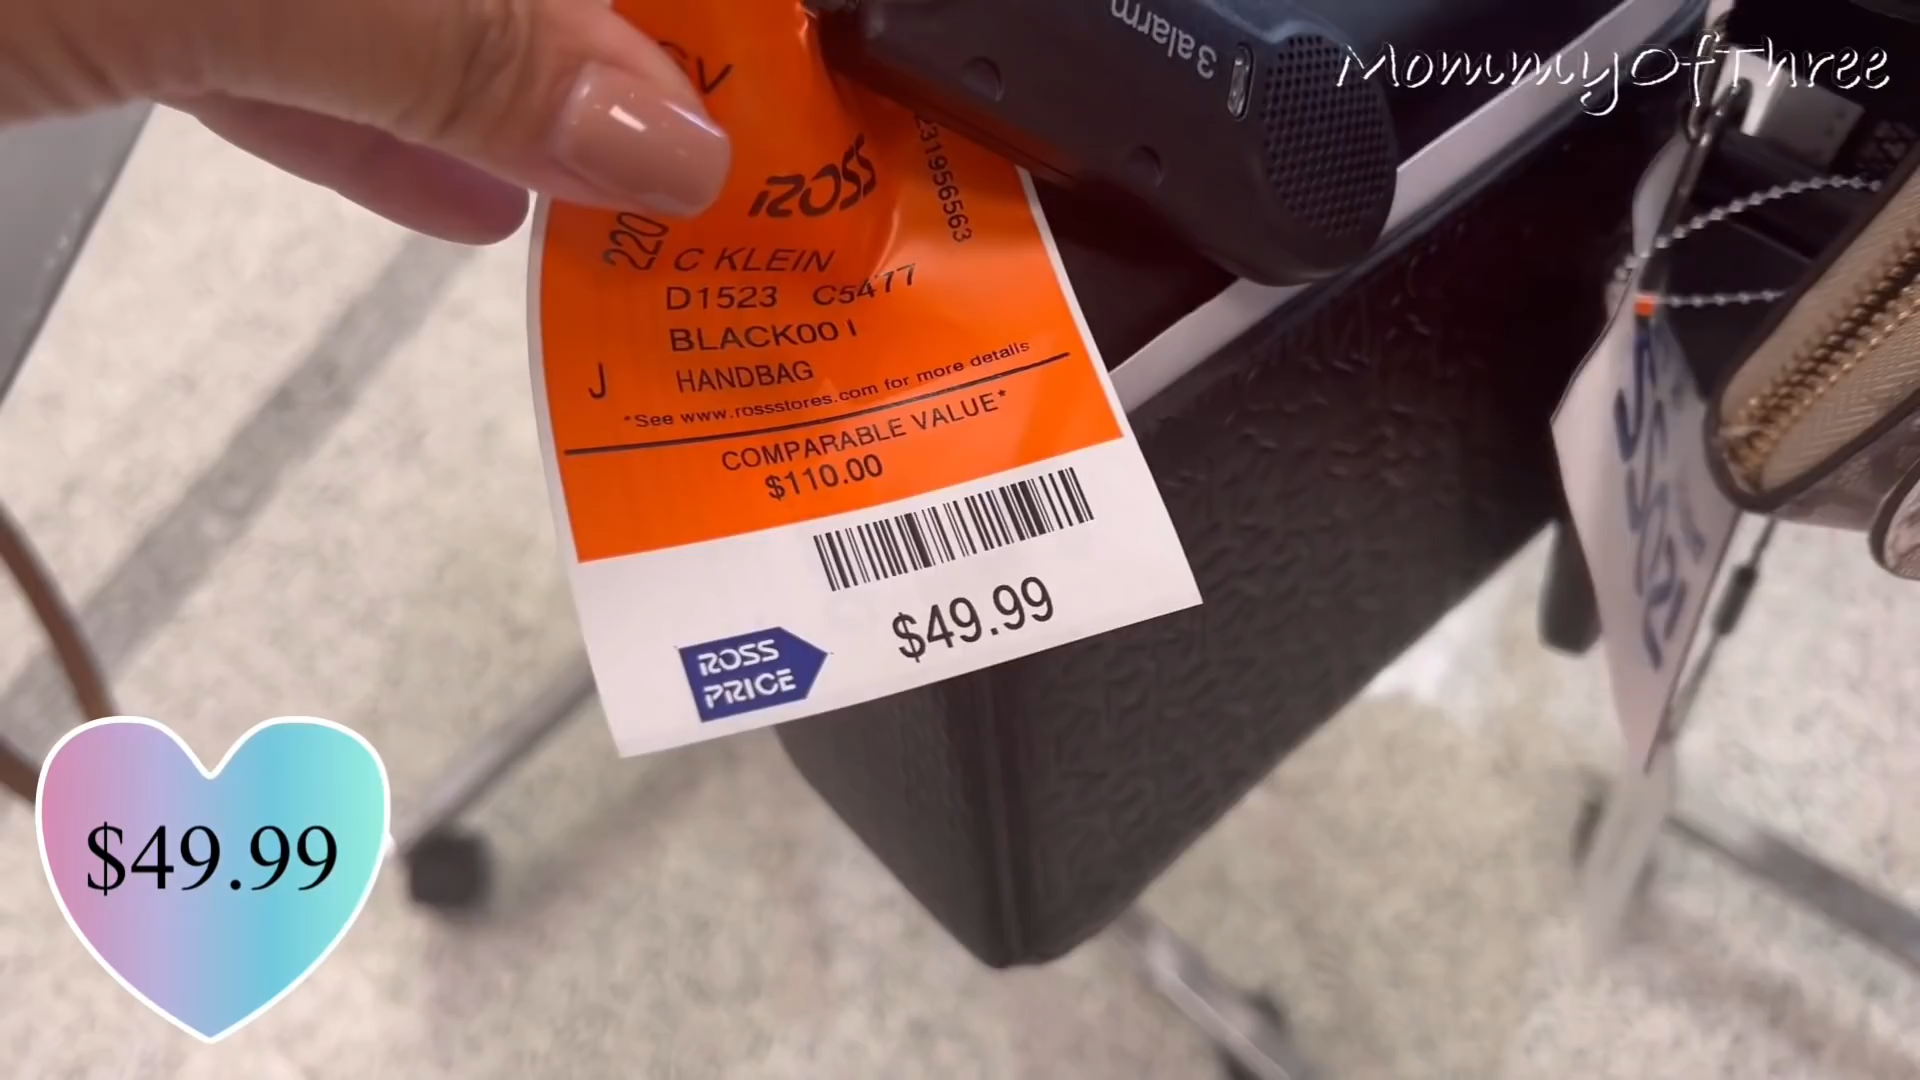 3 alarm
MommyOfThree
ROSS
220
C KLEIN
D1523 C5477
BLACK001
J HANDBAG
*See www.rossstores.com for more details
COMPARABLE VALUE*
$110.00
$49.99
ROSS
PRICE
$49.99